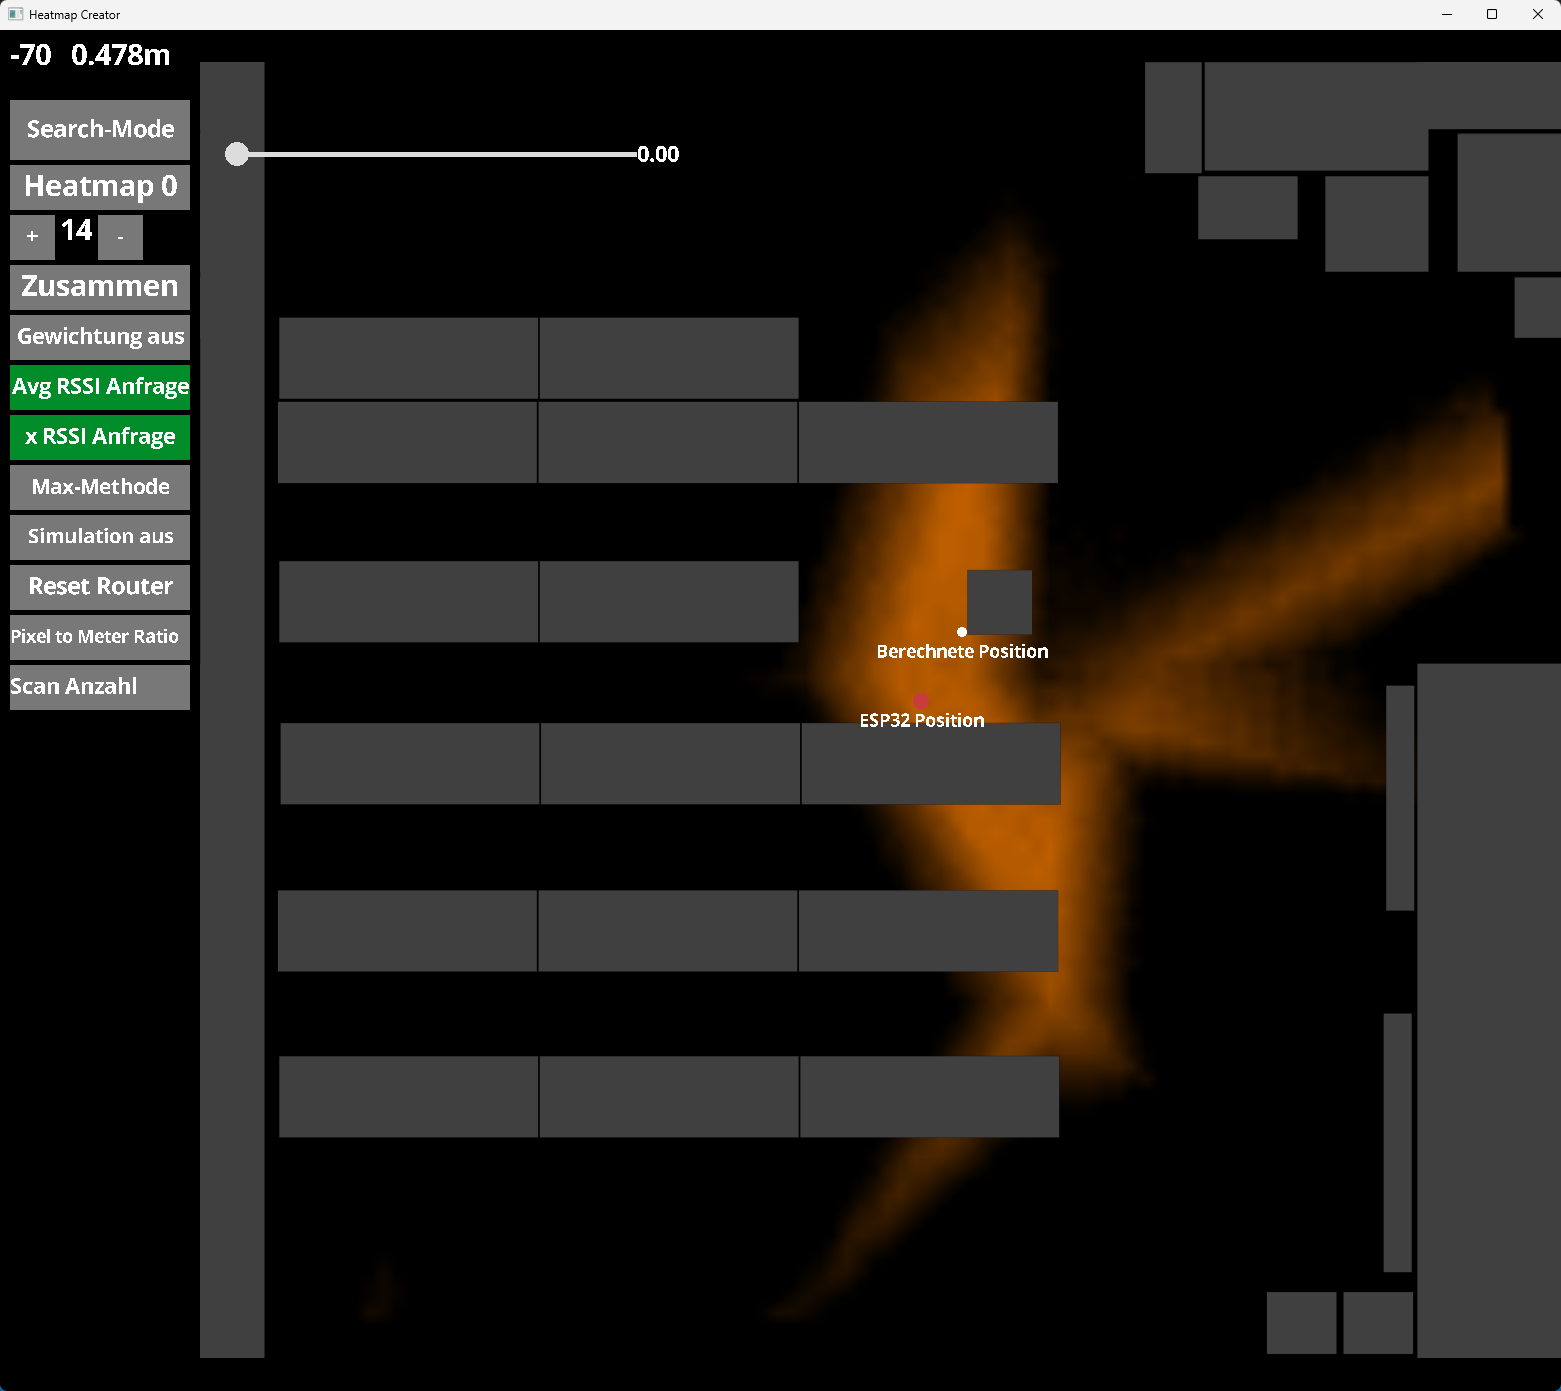 Heatmap Creator
-70 0.478m
Search-Mode
0.00
Heatmap 0
+ 14 -
Zusammen
Gewichtung aus
Avg RSSI Anfrage
x RSSI Anfrage
Max-Methode
Simulation aus
Reset Router
Pixel to Meter Ratio
Berechnete Position
Scan Anzahl
ESP32 Position